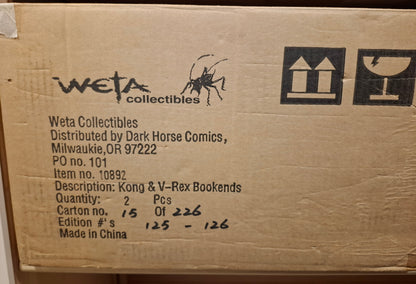 WETA
collectibles
Weta Collectibles
Distributed by Dark Horse Comics,
Milwaukie,OR 97222
PO no. 101
Item no. 10892
Description: Kong & V-Rex Bookends
Quantity: 2 Pcs
Carton no. 15 Of 226
Edition #'s 125 - 126
Made in China